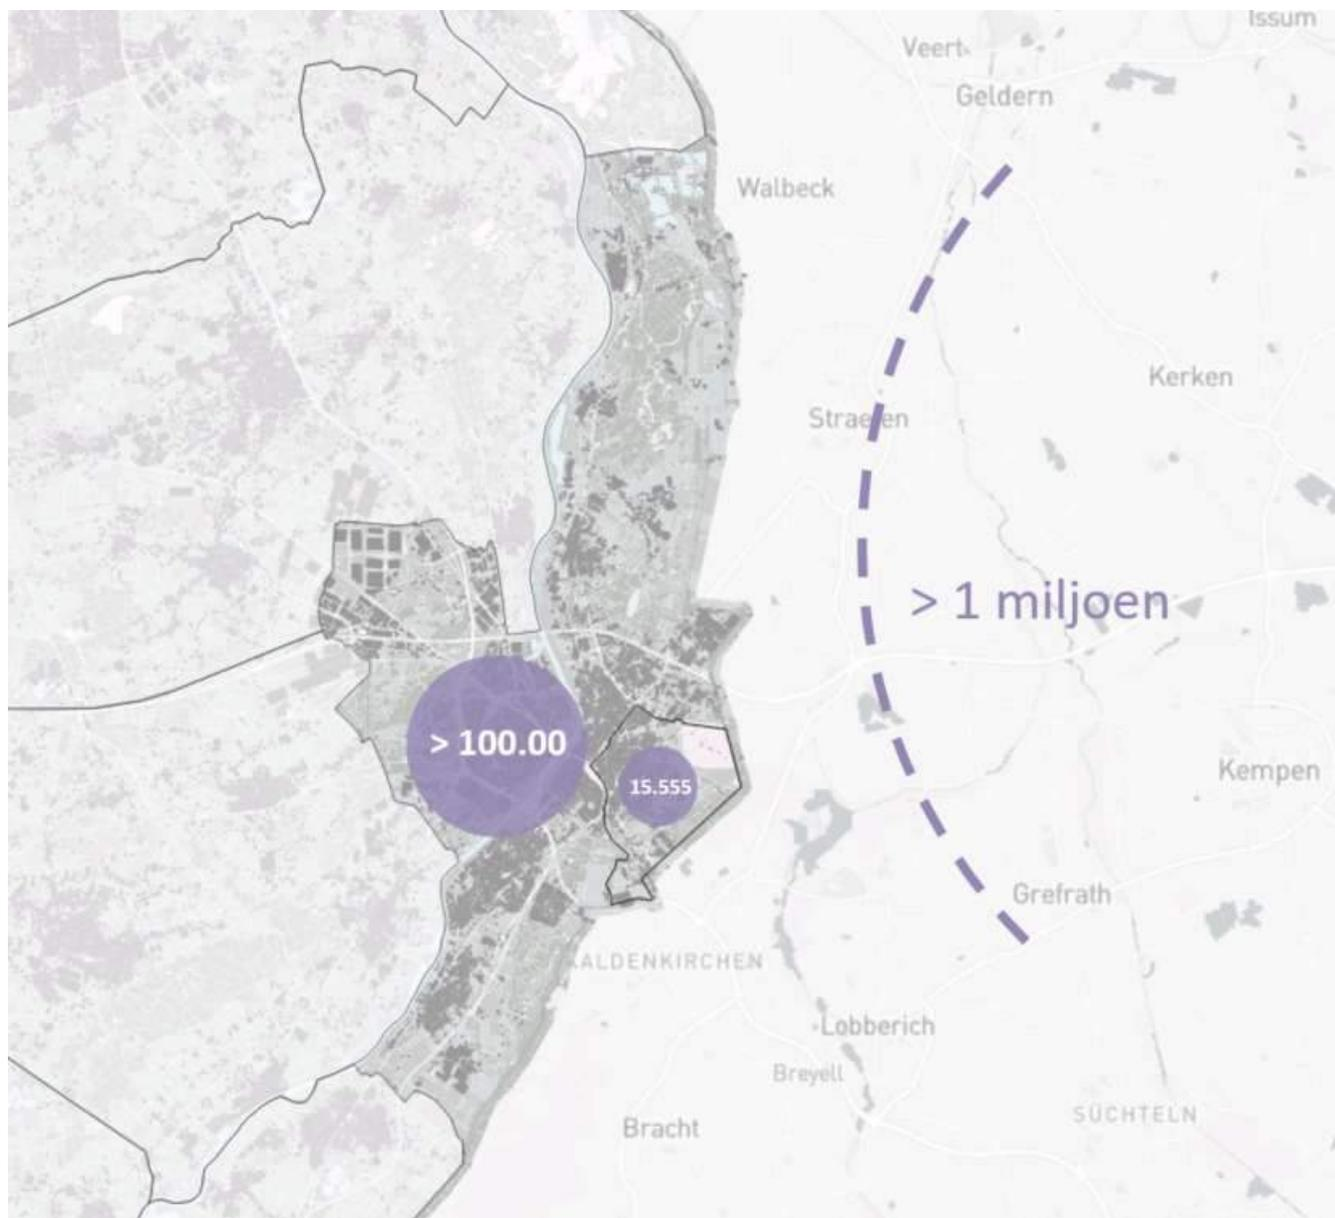 Issum
Veert
Geldern
Walbeck
Kerken
Straelen
> 1 miljoen
> 100.00
15.555
Kempen
Grefrath
KALDENKIRCHEN
Lobberich
Breyell
SÜCHTELN
Bracht